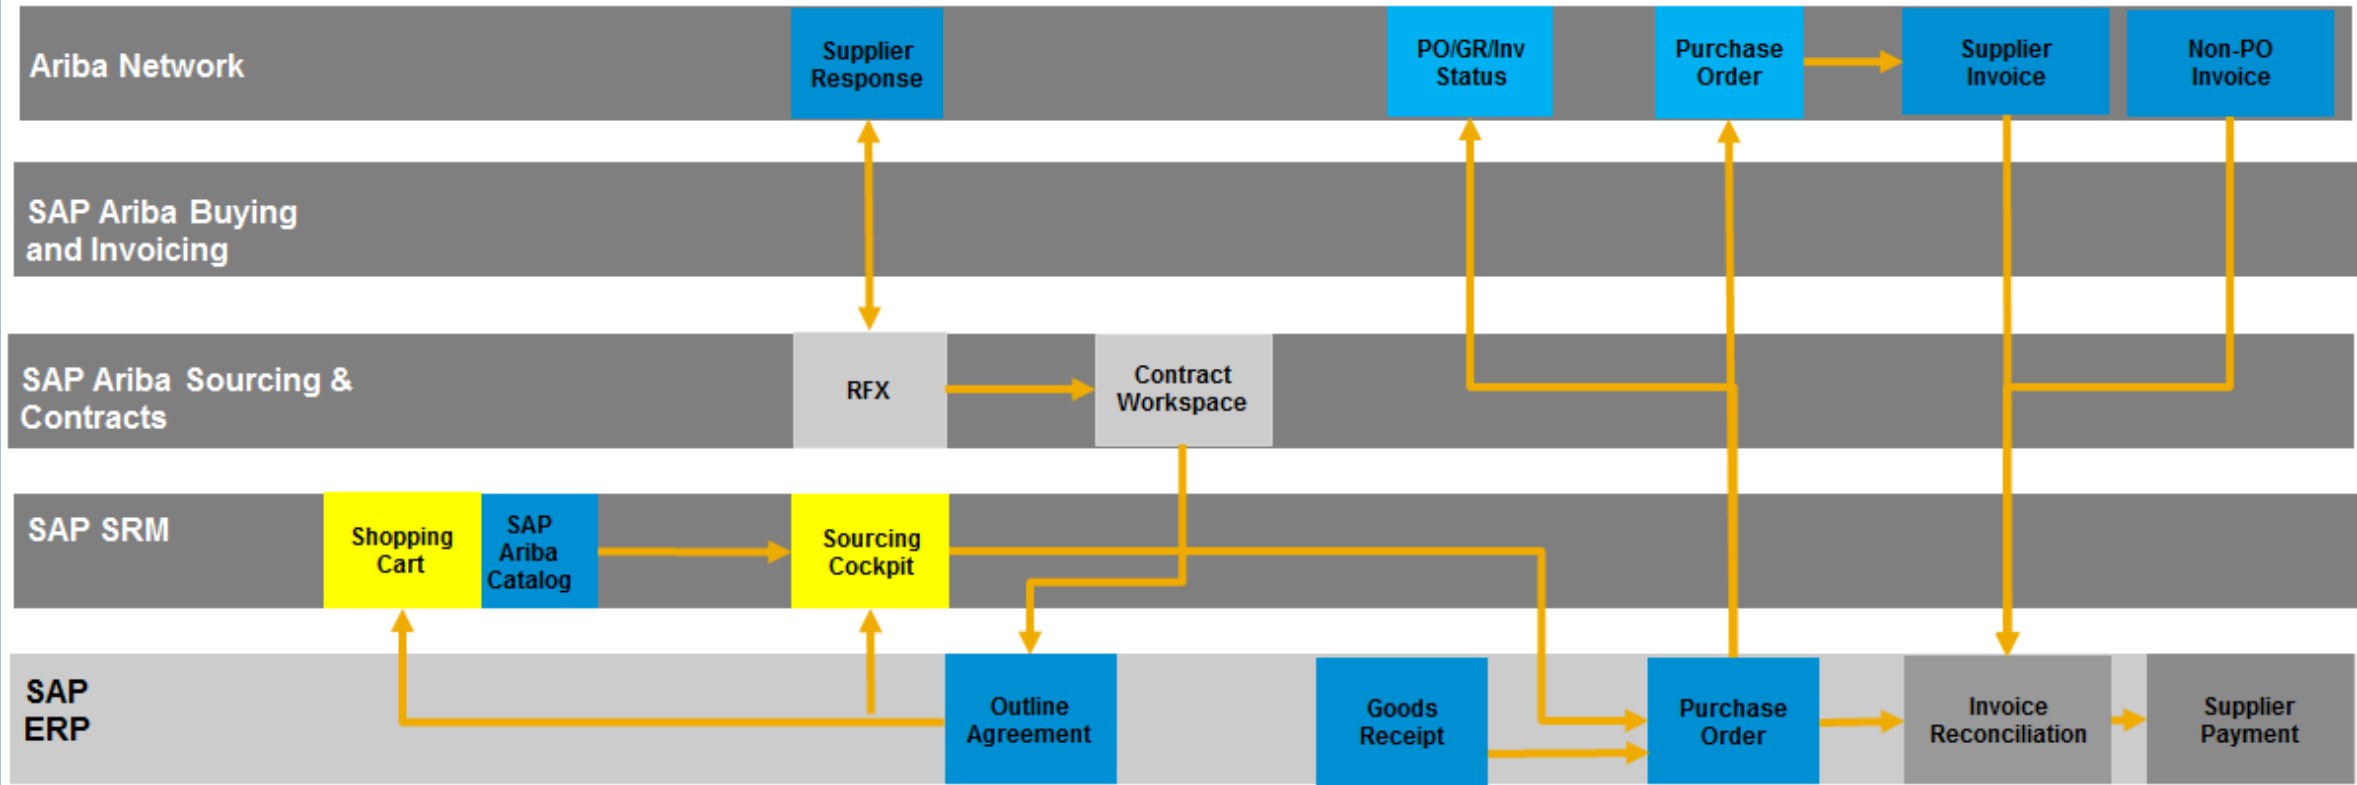 Ariba Network
Supplier
Response
PO/GR/Inv
Status
Purchase
Order
Supplier
Invoice
Non-PO
Invoice
SAP Ariba Buying
and Invoicing
SAP Ariba Sourcing &
Contracts
RFX
Contract
Workspace
SAP SRM
Shopping
Cart
SAP
Ariba
Catalog
Sourcing
Cockpit
SAP
ERP
Outline
Agreement
Goods
Receipt
Purchase
Order
Invoice
Reconciliation
Supplier
Payment